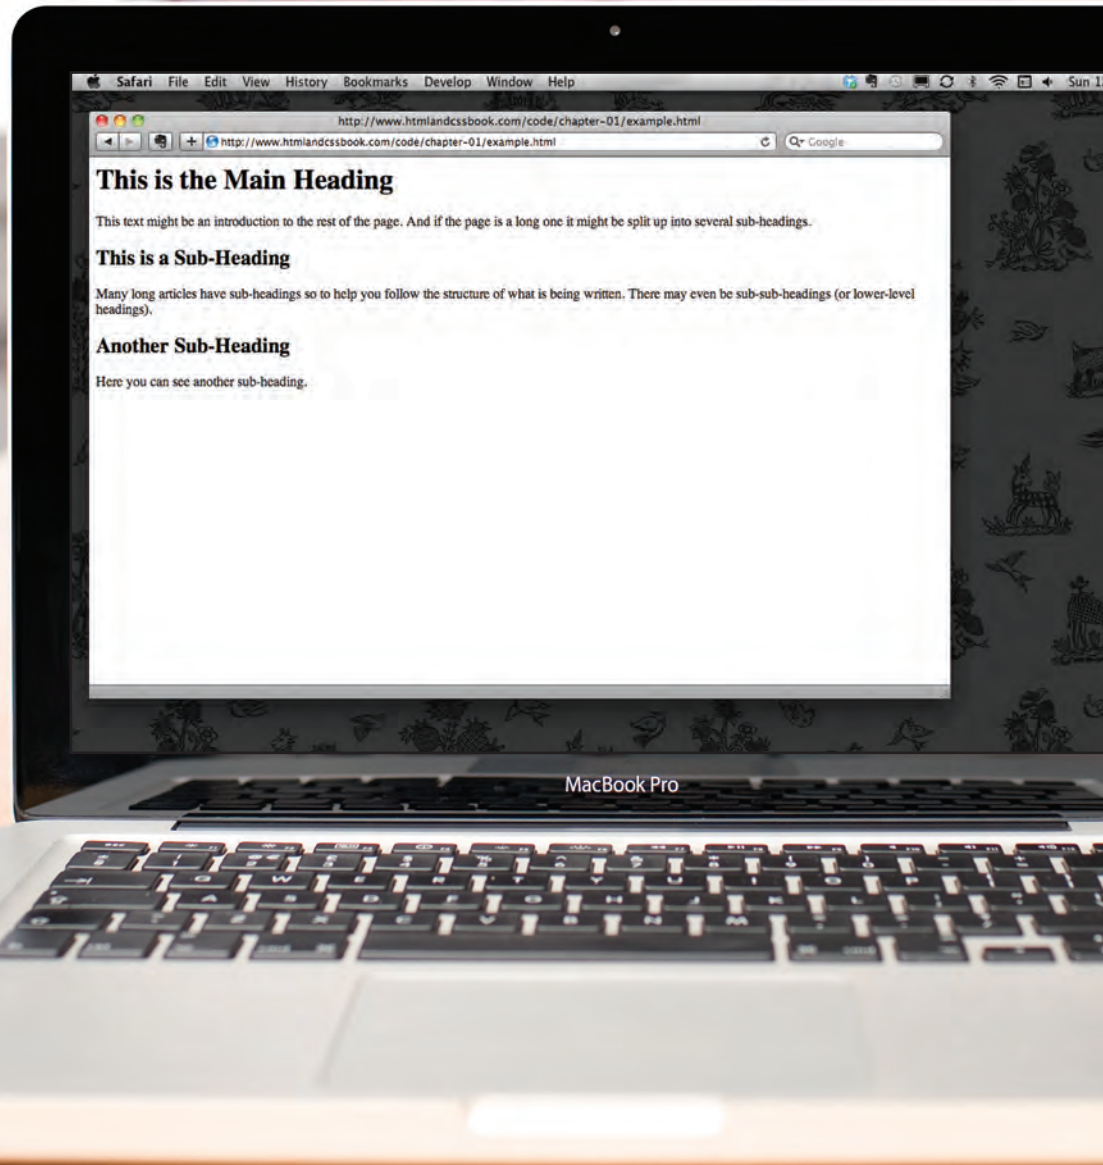 Safari File Edit View History Bookmarks Develop Window Help
Sun
http://www.htmlandcssbook.com/code/chapter-01/example.html
http://www.htmlandcssbook.com/code/chapter-01/example.html
Google
This is the Main Heading
This text might be an introduction to the rest of the page. And if the page is a long one it might be split up into several sub-headings.
This is a Sub-Heading
Many long articles have sub-headings so to help you follow the structure of what is being written. There may even be sub-sub-headings (or lower-level
headings).
Another Sub-Heading
Here you can see another sub-heading.
MacBook Pro
Q W E R T Y U I O P
A S D F G H J K L
Z X C V B N M